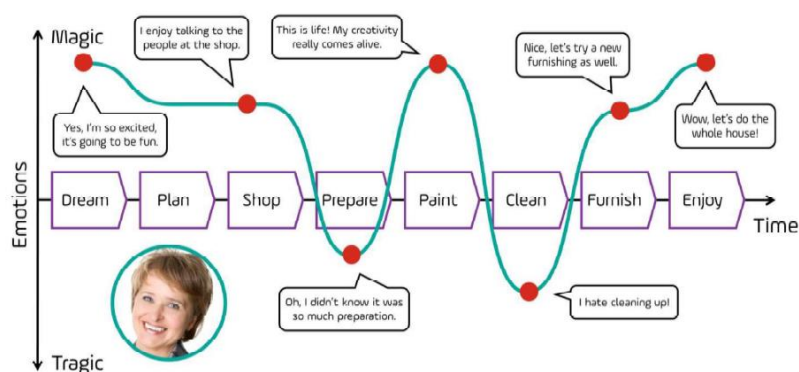 Magic
I enjoy talking to the
people at the shop.
This is life! My creativity
really comes alive.
Nice, let's try a new
furnishing as well.
Yes, I'm so excited,
it's going to be fun.
Wow, let's do the
whole house!
Emotions
Dream
Plan
Shop
Prepare
Paint
Clean
Furnish
Enjoy
Time
Oh, I didn't know it was
so much preparation.
I hate cleaning up!
Tragic